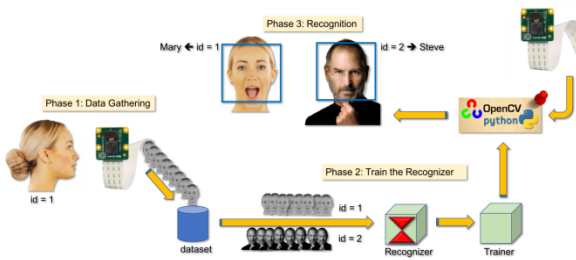 Phase 3: Recognition
Mary ← id = 1
id = 2 → Steve
Phase 1: Data Gathering
OpenCV
python
id = 1
Phase 2: Train the Recognizer
id = 1
id = 2
dataset
Recognizer
Trainer